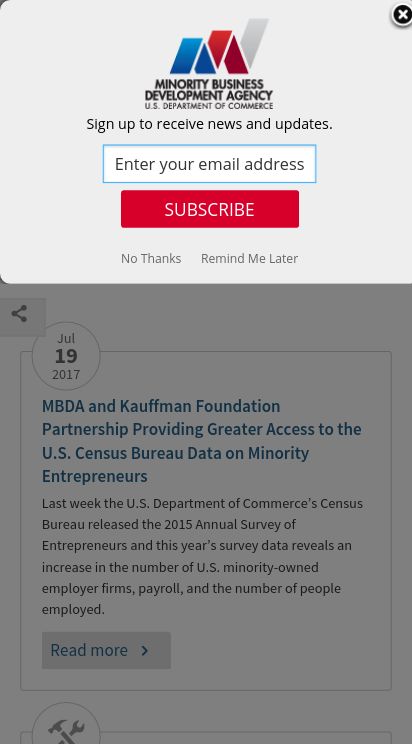 MINORITY BUSINESS
DEVELOPMENT AGENCY
U.S. DEPARTMENT OF COMMERCE
Sign up to receive news and updates.
Enter your email address
SUBSCRIBE
No Thanks Remind Me Later
Jul
19
2017
MBDA and Kauffman Foundation
Partnership Providing Greater Access to the
U.S. Census Bureau Data on Minority
Entrepreneurs
Last week the U.S. Department of Commerce’s Census
Bureau released the 2015 Annual Survey of
Entrepreneurs and this year’s survey data reveals an
increase in the number of U.S. minority-owned
employer firms, payroll, and the number of people
employed.
Read more